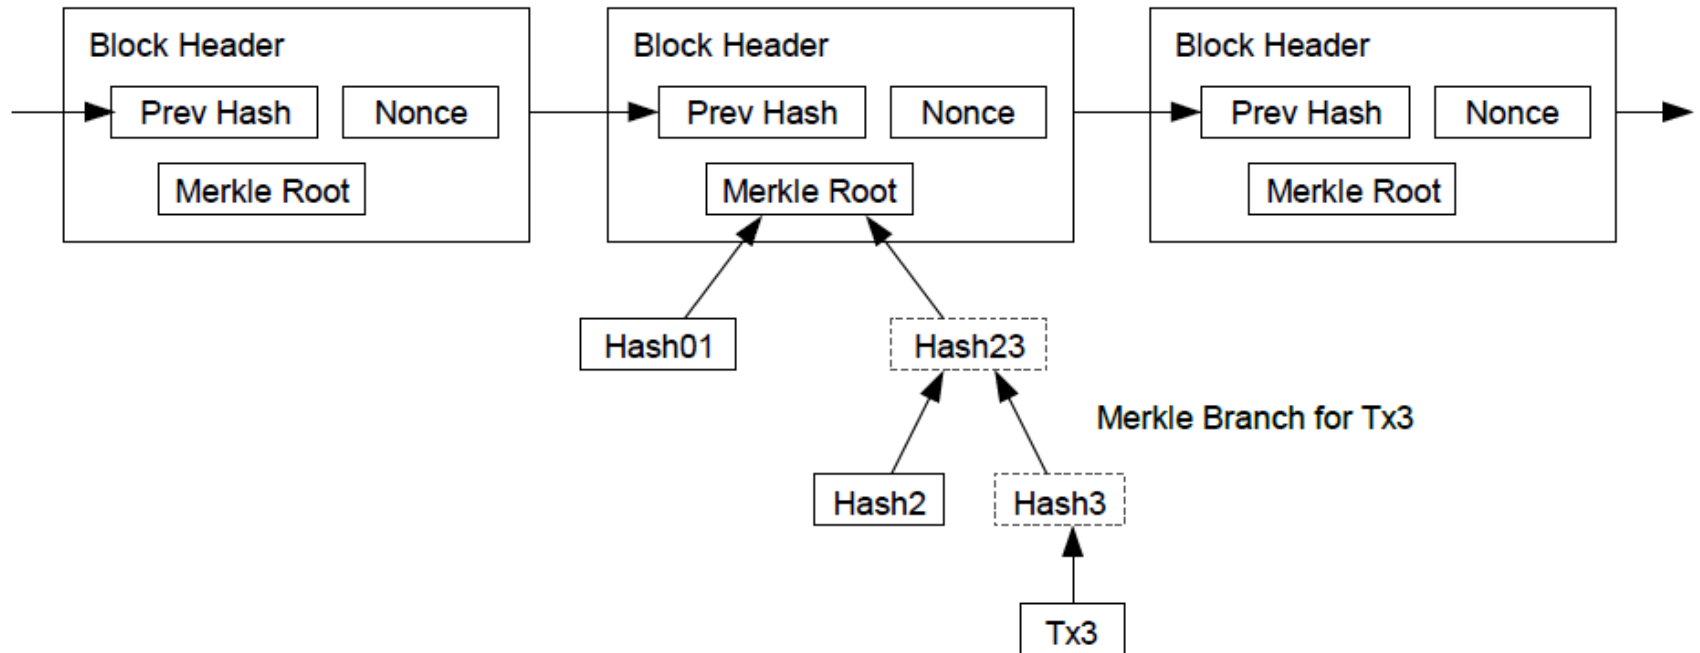 Block Header
Block Header
Block Header
Prev Hash
Nonce
Prev Hash
Nonce
Prev Hash
Nonce
Merkle Root
Merkle Root
Merkle Root
Hash01
Hash23
Merkle Branch for Tx3
Hash2
Hash3
Tx3